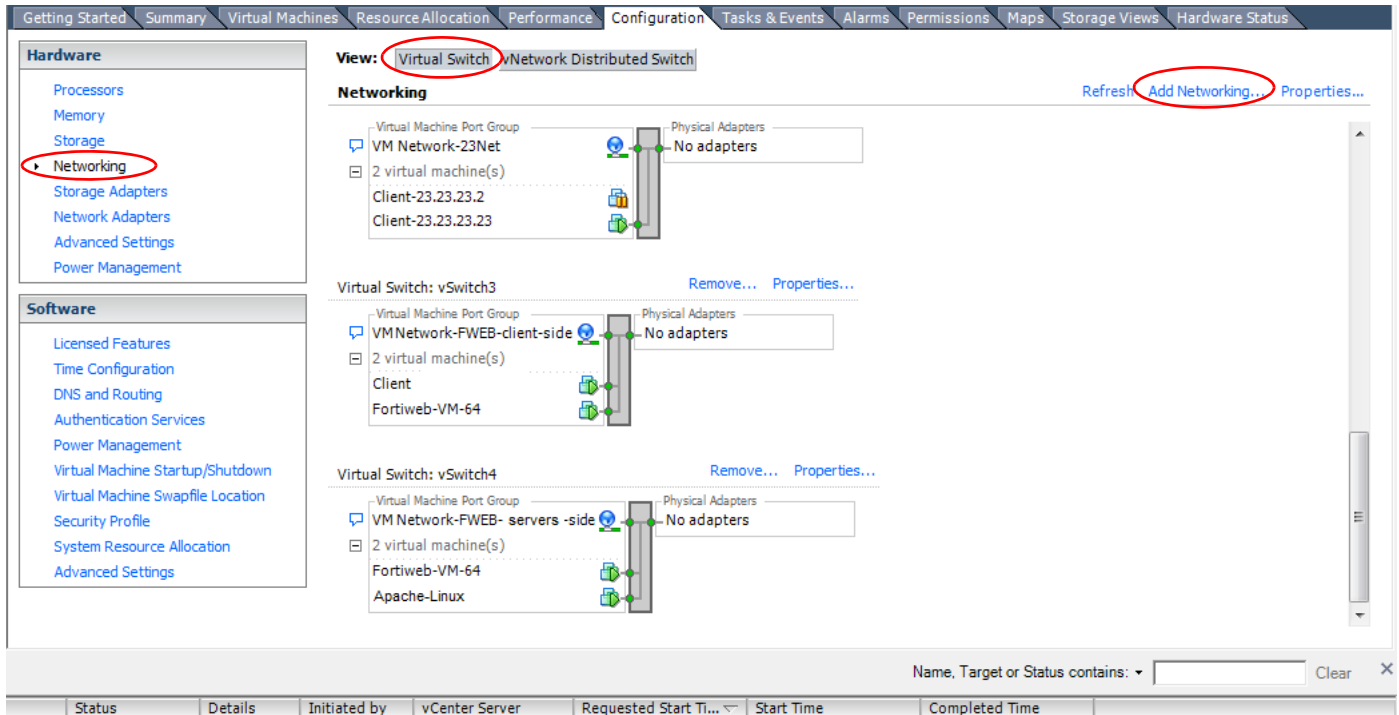 Getting Started Summary Virtual Machines Resource Allocation Performance Configuration Tasks & Events Alarms Permissions Maps Storage Views Hardware Status
Hardware
Processors
Memory
Storage
Networking
Storage Adapters
Network Adapters
Advanced Settings
Power Management
Software
Licensed Features
Time Configuration
DNS and Routing
Authentication Services
Power Management
Virtual Machine Startup/Shutdown
Virtual Machine Swapfile Location
Security Profile
System Resource Allocation
Advanced Settings
View: Virtual Switch vNetwork Distributed Switch
Networking Refresh Add Networking... Properties...
Virtual Machine Port Group Physical Adapters
VM Network-23Net No adapters
2 virtual machine(s)
Client-23.23.23.2
Client-23.23.23.23
Virtual Switch: vSwitch3 Remove... Properties...
Virtual Machine Port Group Physical Adapters
VMNetwork-FWEB-client-side No adapters
2 virtual machine(s)
Client
Fortiweb-VM-64
Virtual Switch: vSwitch4 Remove... Properties...
Virtual Machine Port Group Physical Adapters
VMNetwork-FWEB- servers -side No adapters
2 virtual machine(s)
Fortiweb-VM-64
Apache-Linux
Name, Target or Status contains: Clear
Status Details Initiated by vCenter Server Requested Start Ti... Start Time Completed Time